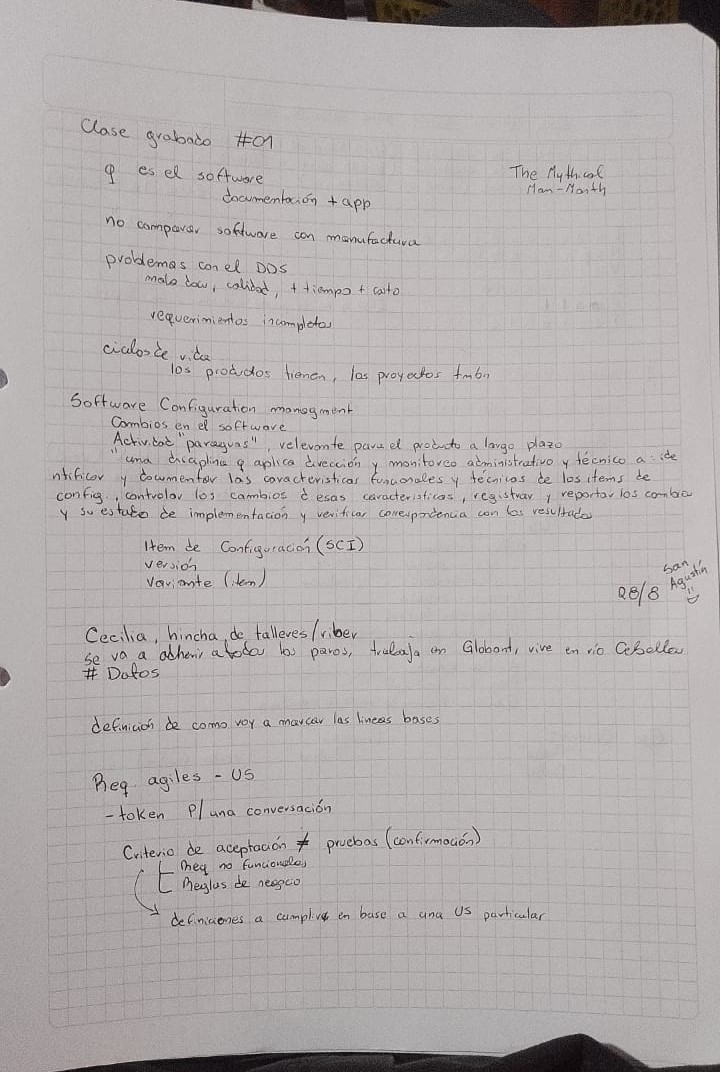 Clase grabado #01
q es el software
The Mythical
Man-Month
documentación + app
no comparar software con manufactura
problemas con el DDS
malo , calidad, + tiempo + costo
requerimientos incompletos
ciclos de vida
los productos tienen, los proyectos tmbn
Software Configuration managment
Cambios en el software
Actividad "paraguas", relevante para el producto a largo plazo
"una disciplina q aplica dirección y monitoreo administrativo y técnico a: ide
ntificar y documentar las características funcionales y técnicas de los items de
config., controlar los cambios d esas características, registrar y reportar los cambios
y su estado de implementación y verificar correspondencia con los resultados
Item de Configuración (SCI)
versión
Variante (item)
28/8 San
Agustín
Cecilia, hincha de talleres/riber
se va a adherir a todos los paros, trabaja en Globant, vive en río Ceballos
# Datos
definición de como voy a marcar las lineas bases
Req. agiles - US
- token P/ una conversación
Criterio de aceptación ≠ pruebas (confirmación)
Req no funcionales
Reglas de negocio
definiciones a cumplir en base a una US particular